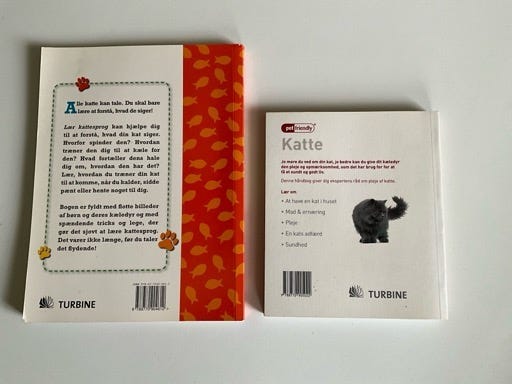 Alle katte kan tale. Du skal bare
lære at forstå, hvad de siger!
Lær kattesprog kan hjælpe dig
til at forstå, hvad din kat siger.
Hvorfor spinder den? Hvordan
træner den dig til at kæle for
den? Hvad fortæller dens hale
dig om, hvordan den har det?
Lær, hvordan du træner din kat
til at komme, når du kalder, sidde
pænt eller hente noget til dig.
Bogen er fyldt med flotte billeder
af børn og deres kæledyr og med
spændende tricks og lege, der
gør det sjovt at lære kattesprog.
Det varer ikke længe, før du taler
det flydende!
TURBINE
petfriendly
Katte
Jo mere du ved om din kat, jo bedre kan du give dit kæledyr
den pleje og opmærksomhed, som det har brug for for at
få et sundt og godt liv.
Denne håndbog giver dig ekspertens råd om pleje af katte.
Lær om
• At have en kat i huset
• Mad & ernæring
• Pleje
• En kats adfærd
• Sundhed
TURBINE